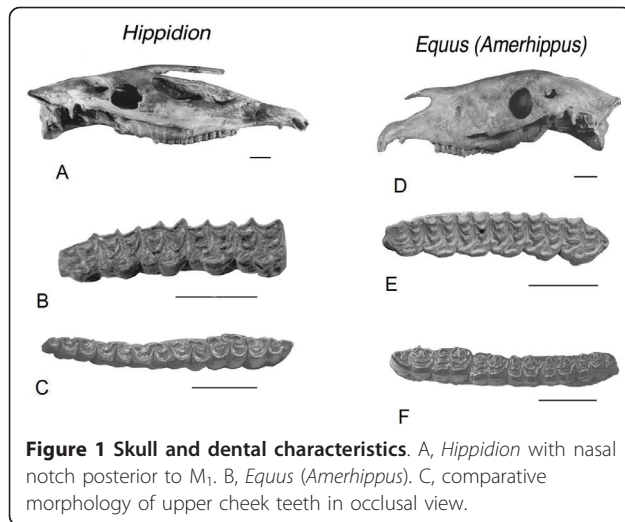 Hippidion
Equus (Amerhippus)
A
D
B
E
C
F
Figure 1 Skull and dental characteristics. A, Hippidion with nasal
notch posterior to M₁. B, Equus (Amerhippus). C, comparative
morphology of upper cheek teeth in occlusal view.